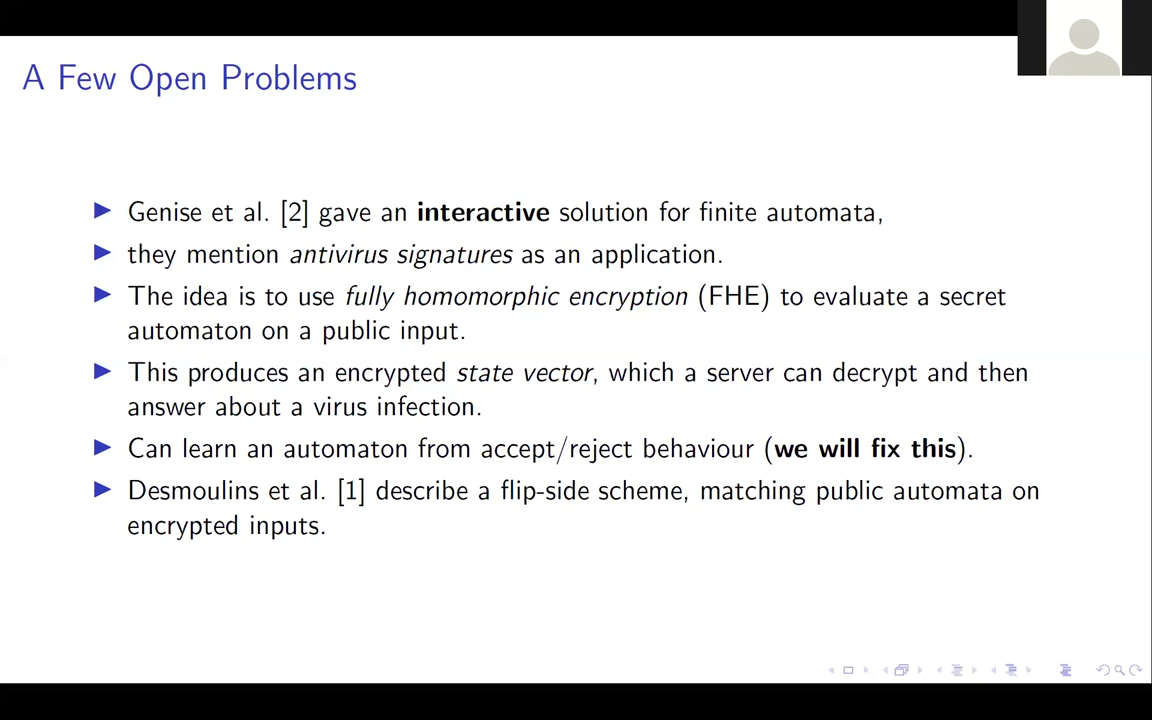 A Few Open Problems
▶ Genise et al. [2] gave an interactive solution for finite automata,
▶ they mention antivirus signatures as an application.
▶ The idea is to use fully homomorphic encryption (FHE) to evaluate a secret
automaton on a public input.
▶ This produces an encrypted state vector, which a server can decrypt and then
answer about a virus infection.
▶ Can learn an automaton from accept/reject behaviour (we will fix this).
▶ Desmoulins et al. [1] describe a flip-side scheme, matching public automata on
encrypted inputs.